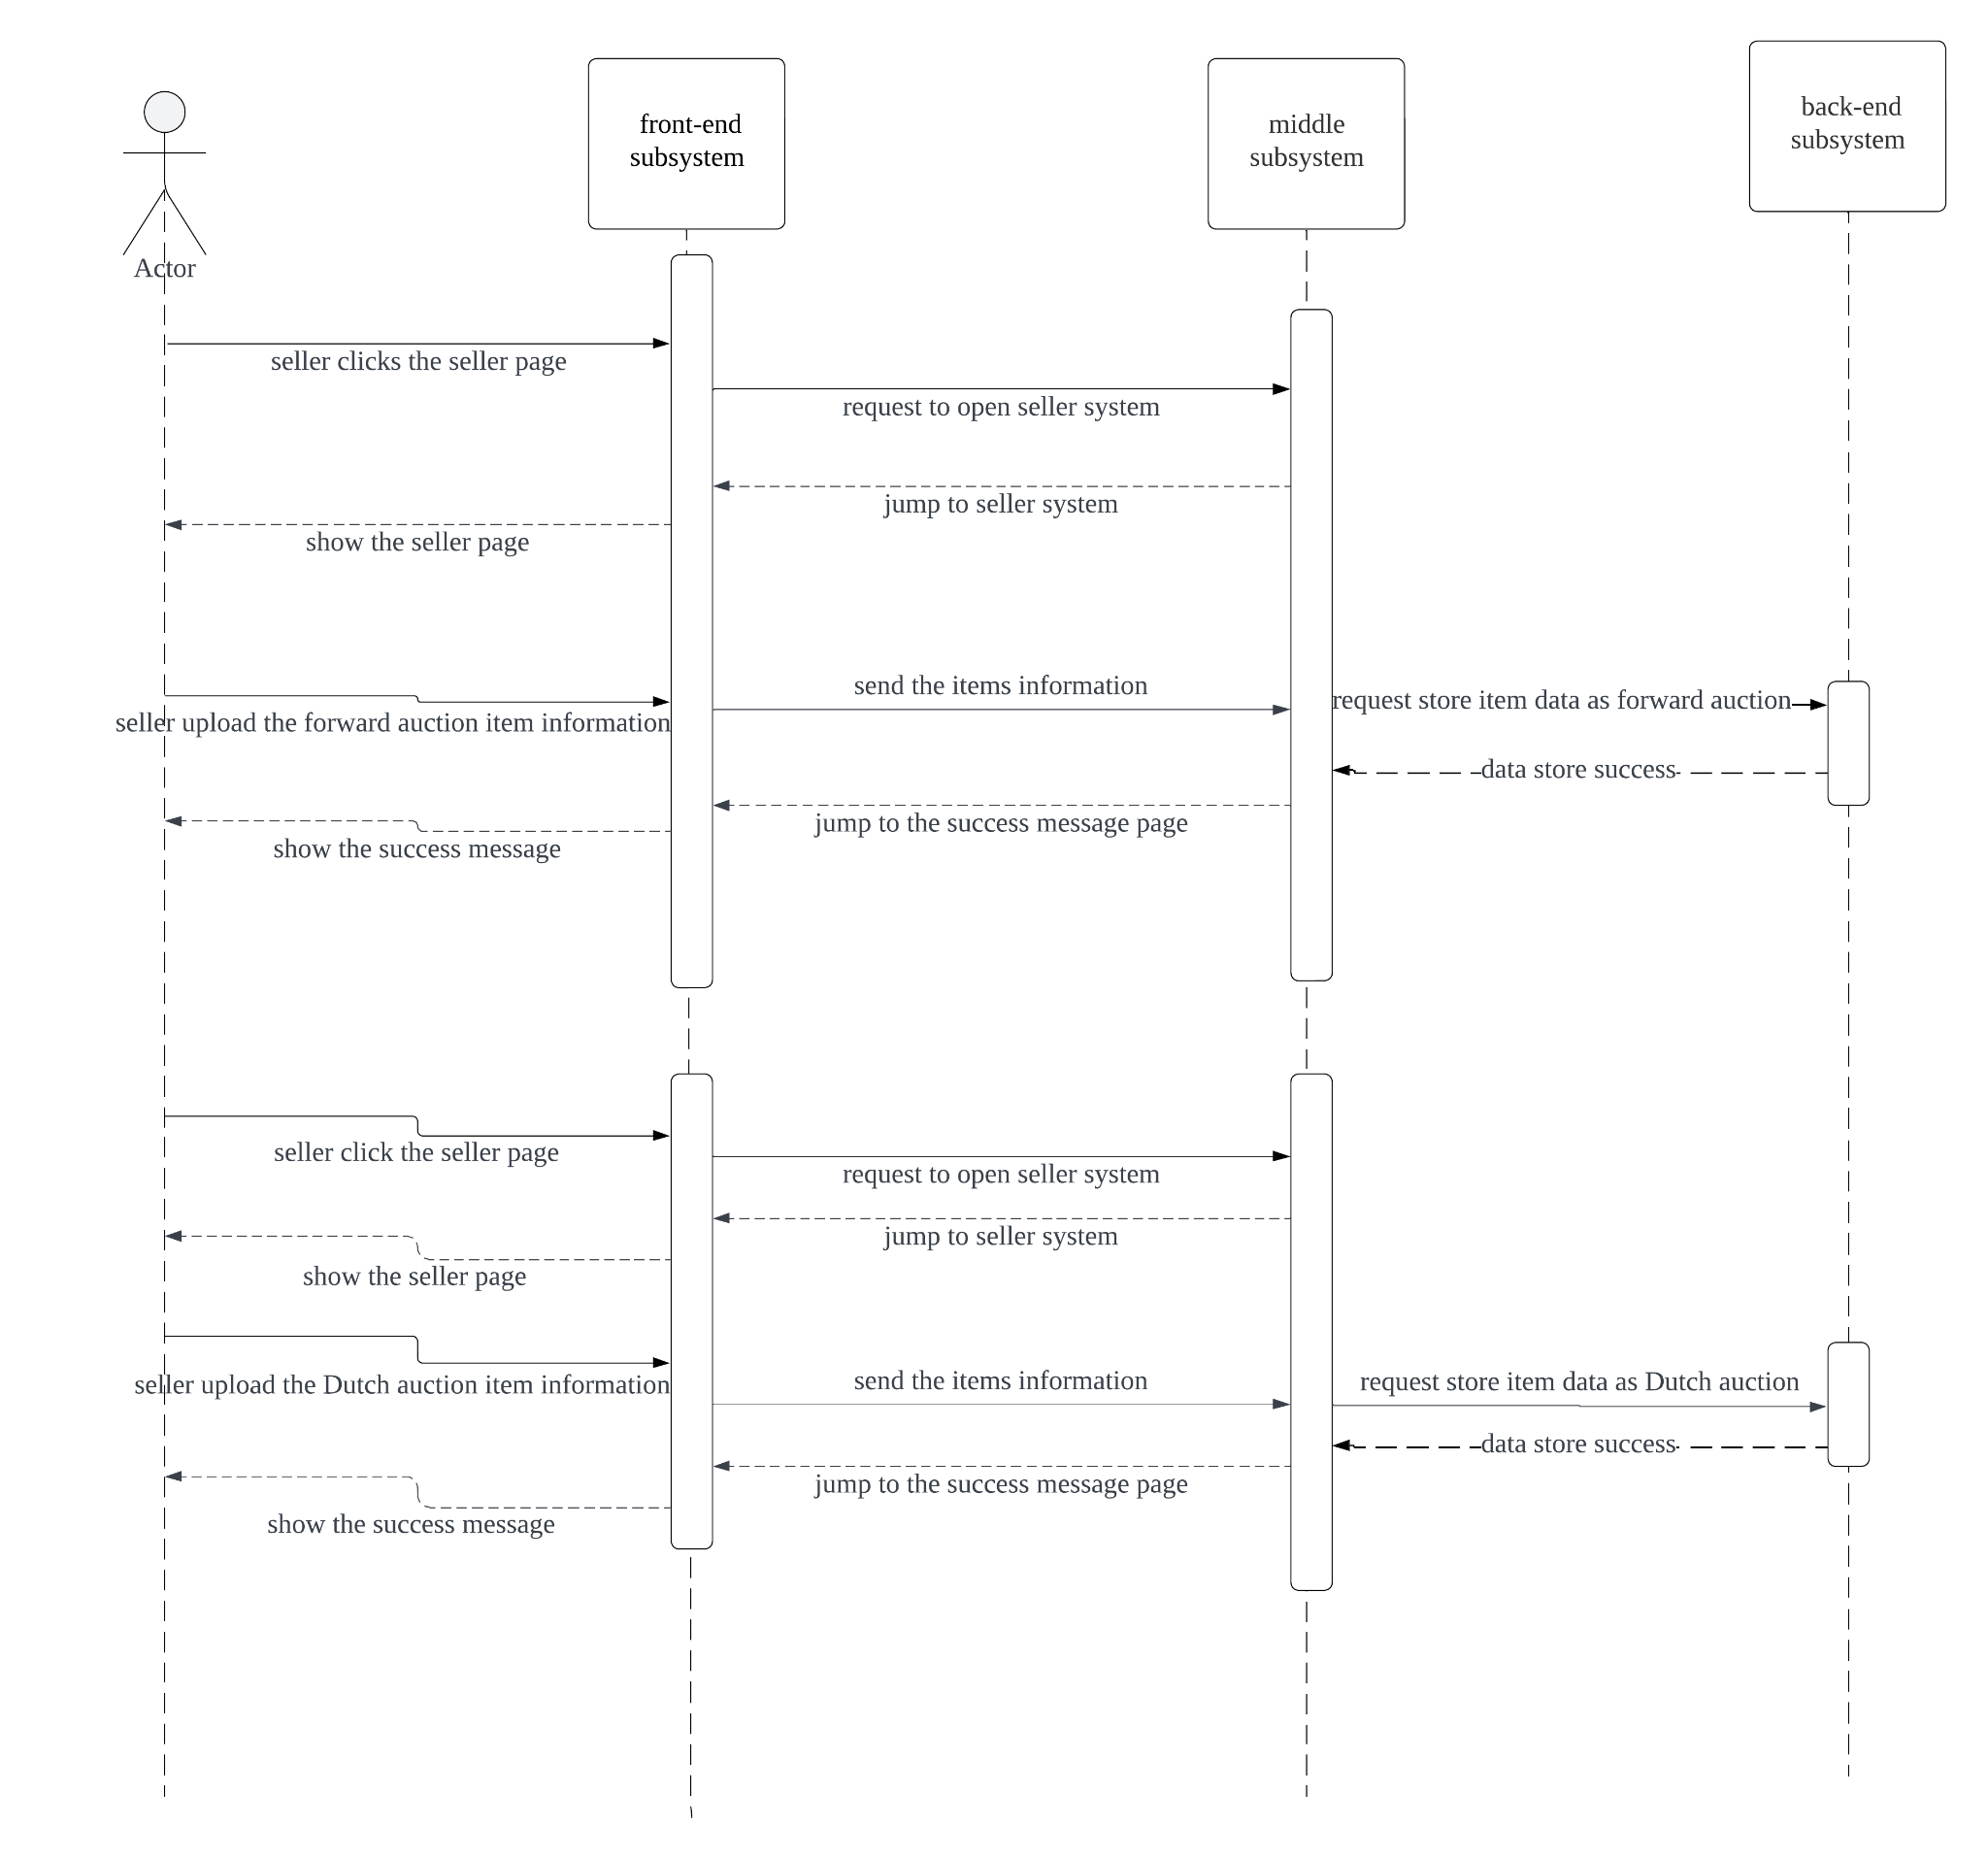 front-end
subsystem
middle
subsystem
back-end
subsystem
Actor
seller clicks the seller page
request to open seller system
jump to seller system
show the seller page
send the items information
request store item data as forward auction
seller upload the forward auction item information
data store success
jump to the success message page
show the success message
seller click the seller page
request to open seller system
jump to seller system
show the seller page
seller upload the Dutch auction item information
send the items information
request store item data as Dutch auction
data store success
jump to the success message page
show the success message